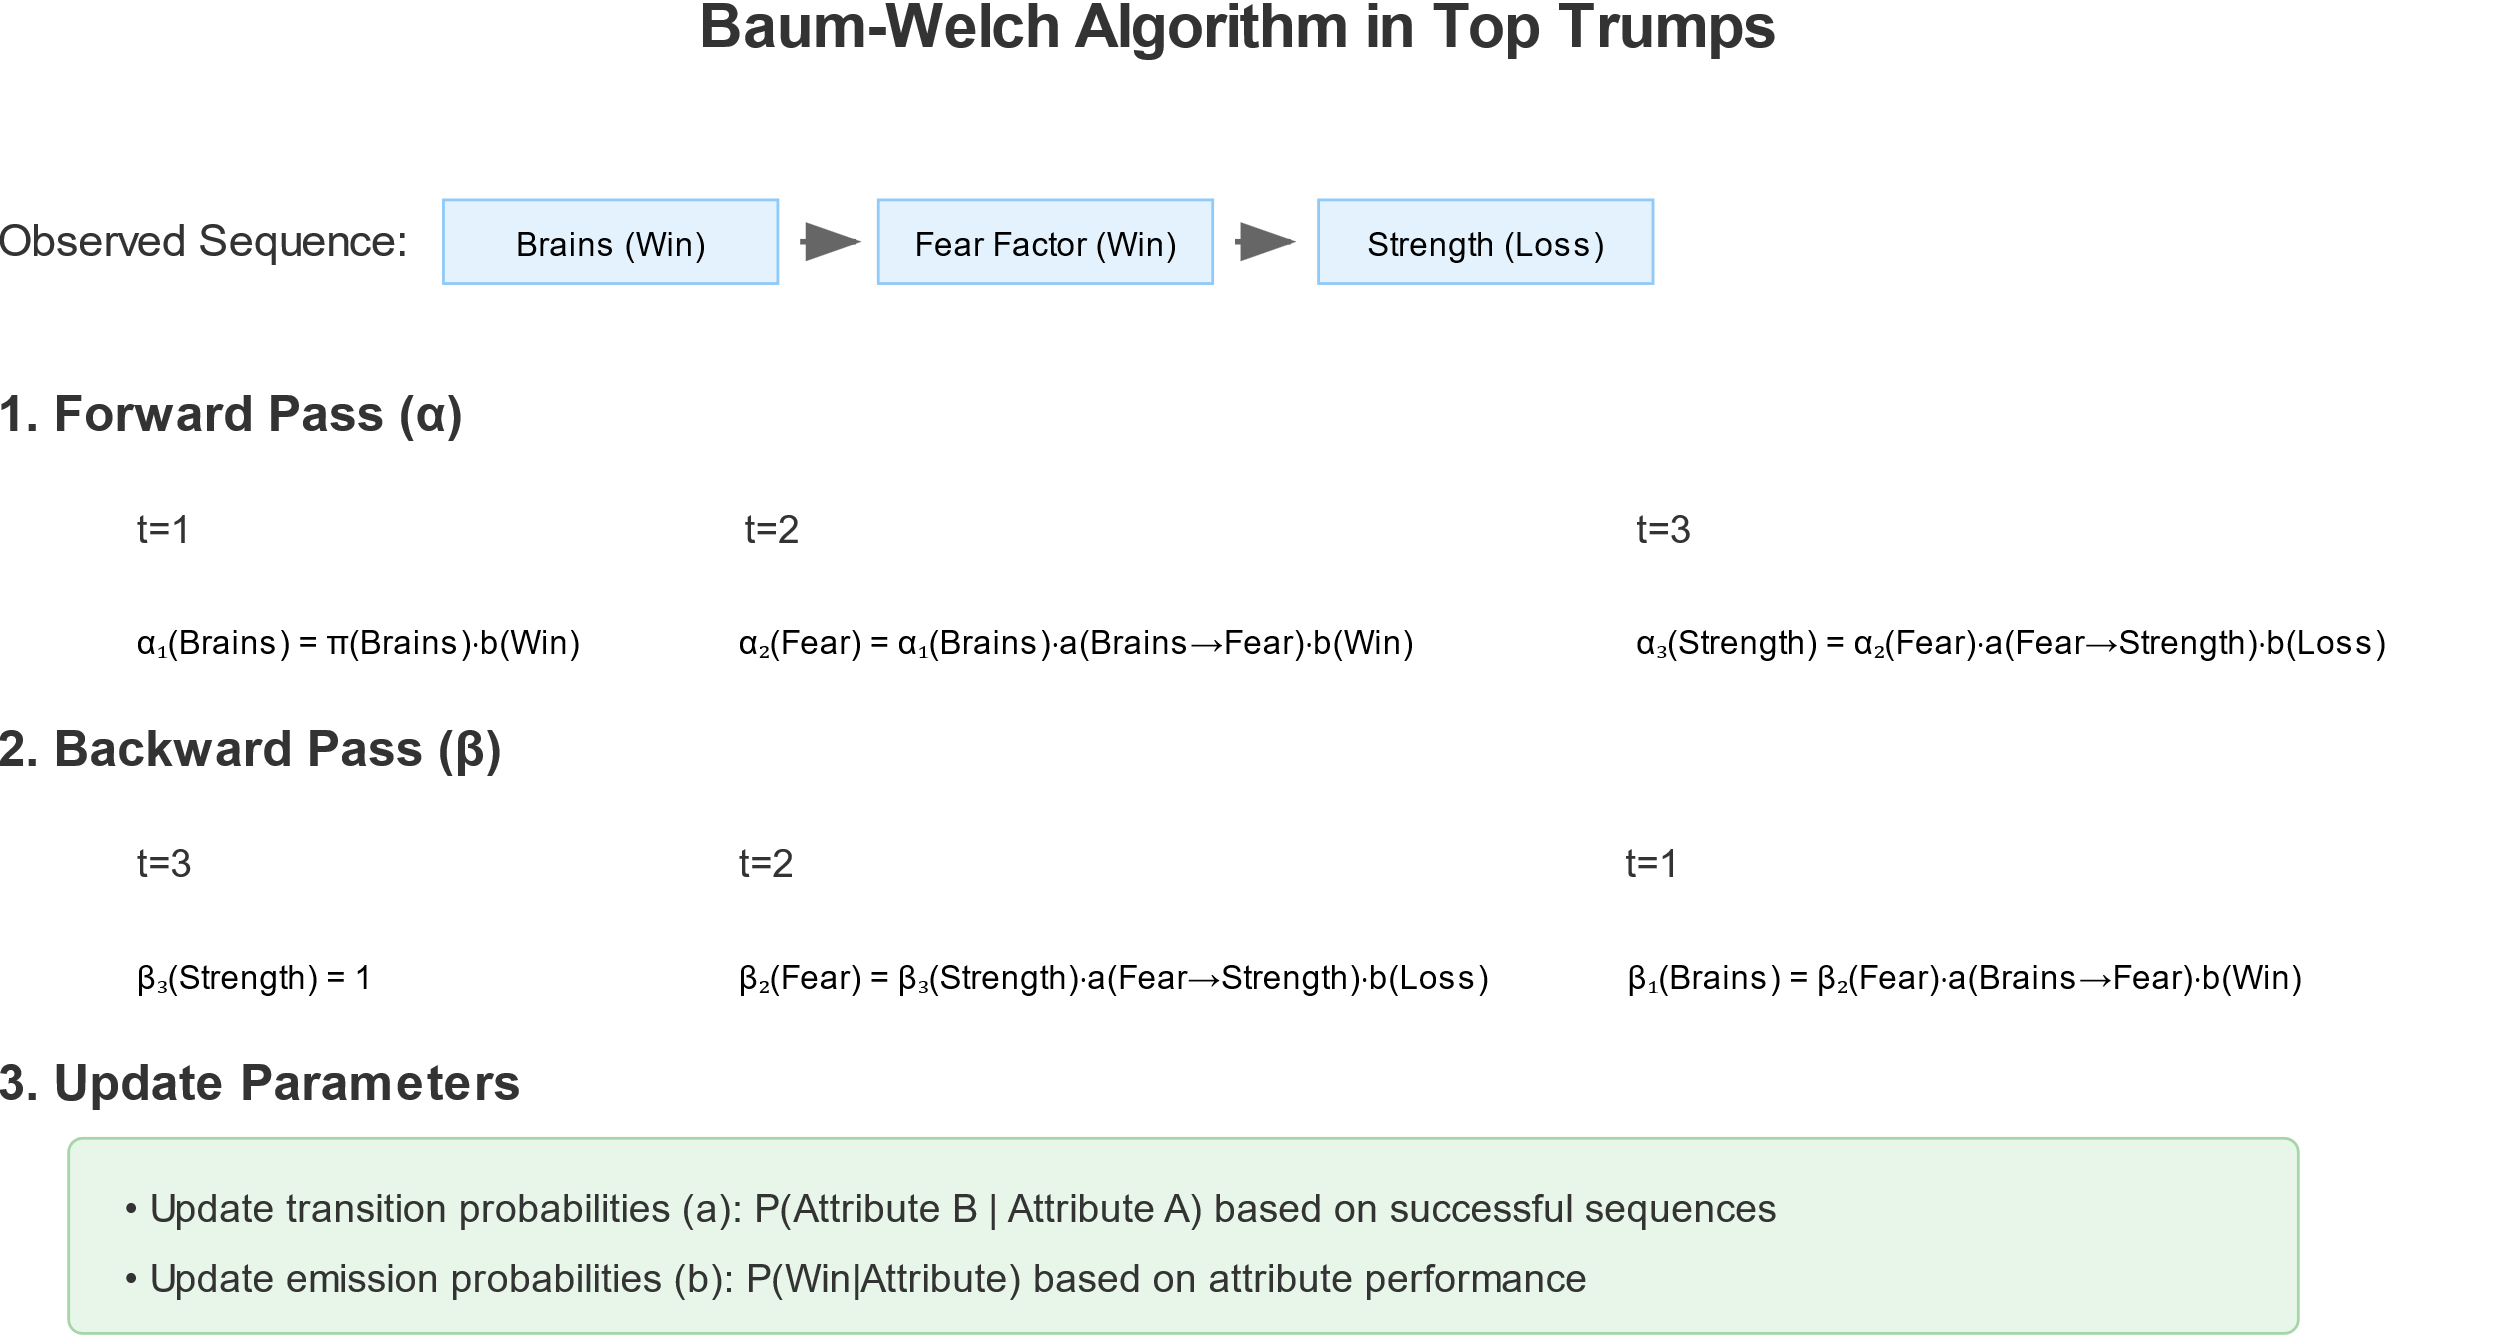 Baum-Welch Algorithm in Top Trumps
Observed Sequence: Brains (Win) Fear Factor (Win) Strength (Loss)
1. Forward Pass (α)
t=1 t=2 t=3
α₁(Brains) = π(Brains)·b(Win) α₂(Fear) = α₁(Brains)·a(Brains→Fear)·b(Win) α₃(Strength) = α₂(Fear)·a(Fear→Strength)·b(Loss)
2. Backward Pass (β)
t=3 t=2 t=1
β₃(Strength) = 1 β₂(Fear) = β₃(Strength)·a(Fear→Strength)·b(Loss) β₁(Brains) = β₂(Fear)·a(Brains→Fear)·b(Win)
3. Update Parameters
• Update transition probabilities (a): P(Attribute B | Attribute A) based on successful sequences
• Update emission probabilities (b): P(Win|Attribute) based on attribute performance